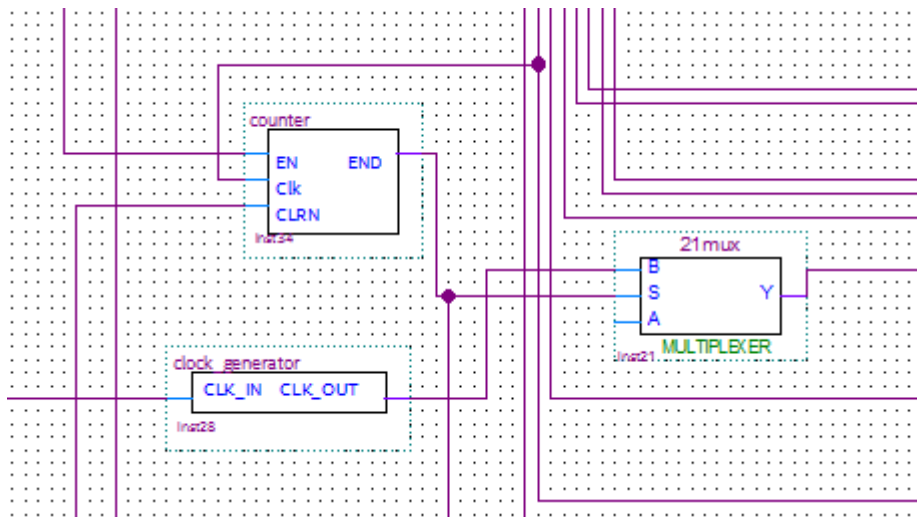 counter
EN END
Clk
CLRN
inst34
21mux
B
S Y
A
MULTIPLEXER
inst21
clock_generator
CLK_IN CLK_OUT
inst28